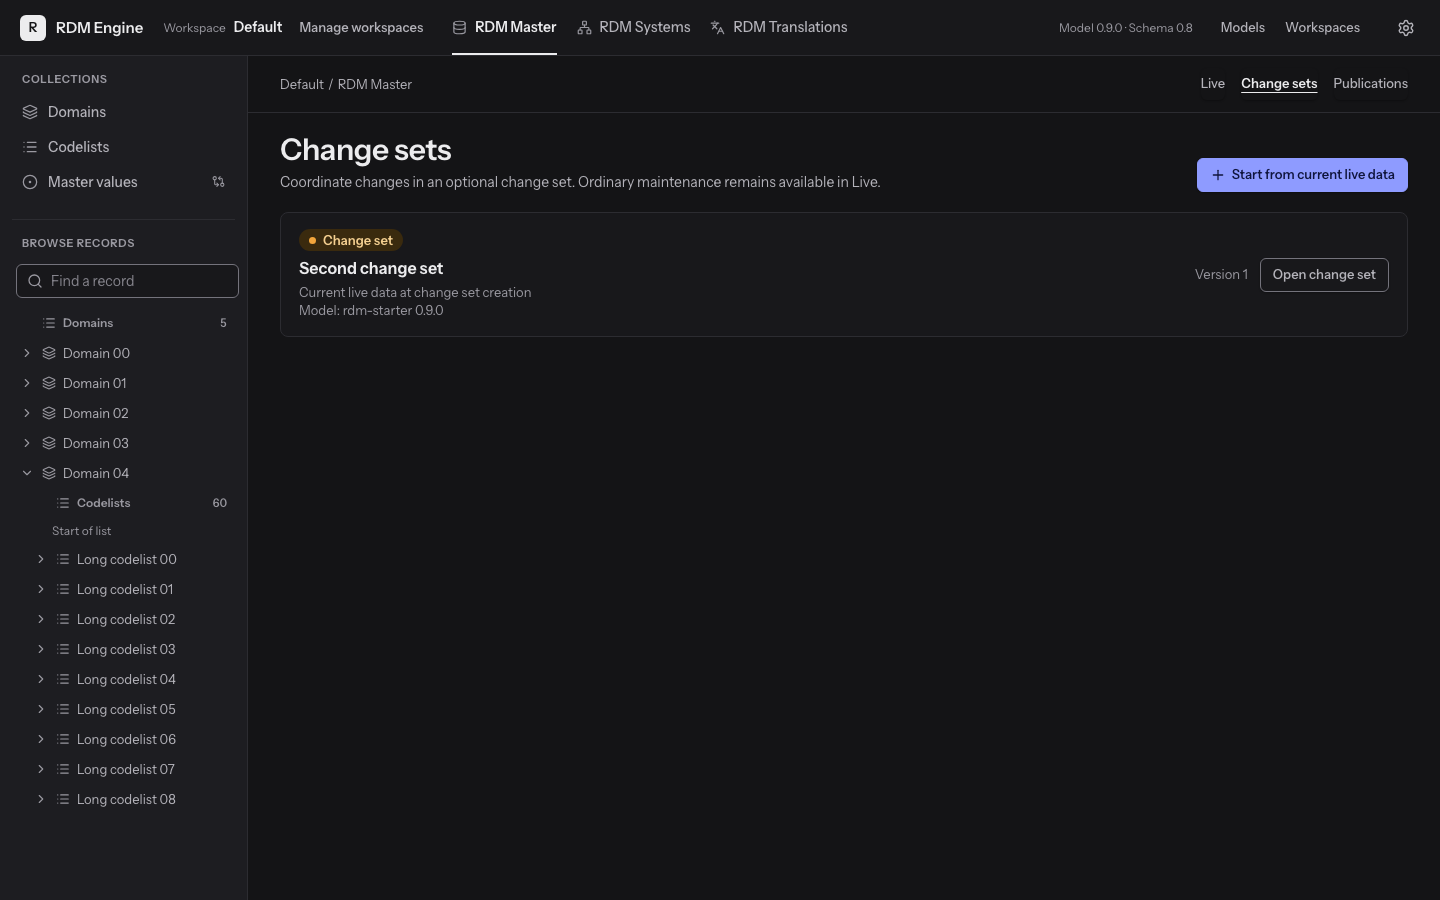 R RDM Engine Workspace Default Manage workspaces RDM Master RDM Systems RDM Translations Model 0.9.0 · Schema 0.8 Models Workspaces
COLLECTIONS
Domains
Codelists
Master values
BROWSE RECORDS
Find a record
Domains 5
Domain 00
Domain 01
Domain 02
Domain 03
Domain 04
Codelists 60
Start of list
Long codelist 00
Long codelist 01
Long codelist 02
Long codelist 03
Long codelist 04
Long codelist 05
Long codelist 06
Long codelist 07
Long codelist 08
Default / RDM Master Live Change sets Publications
Change sets
Coordinate changes in an optional change set. Ordinary maintenance remains available in Live.
Start from current live data
Change set
Second change set
Current live data at change set creation
Model: rdm-starter 0.9.0
Version 1 Open change set